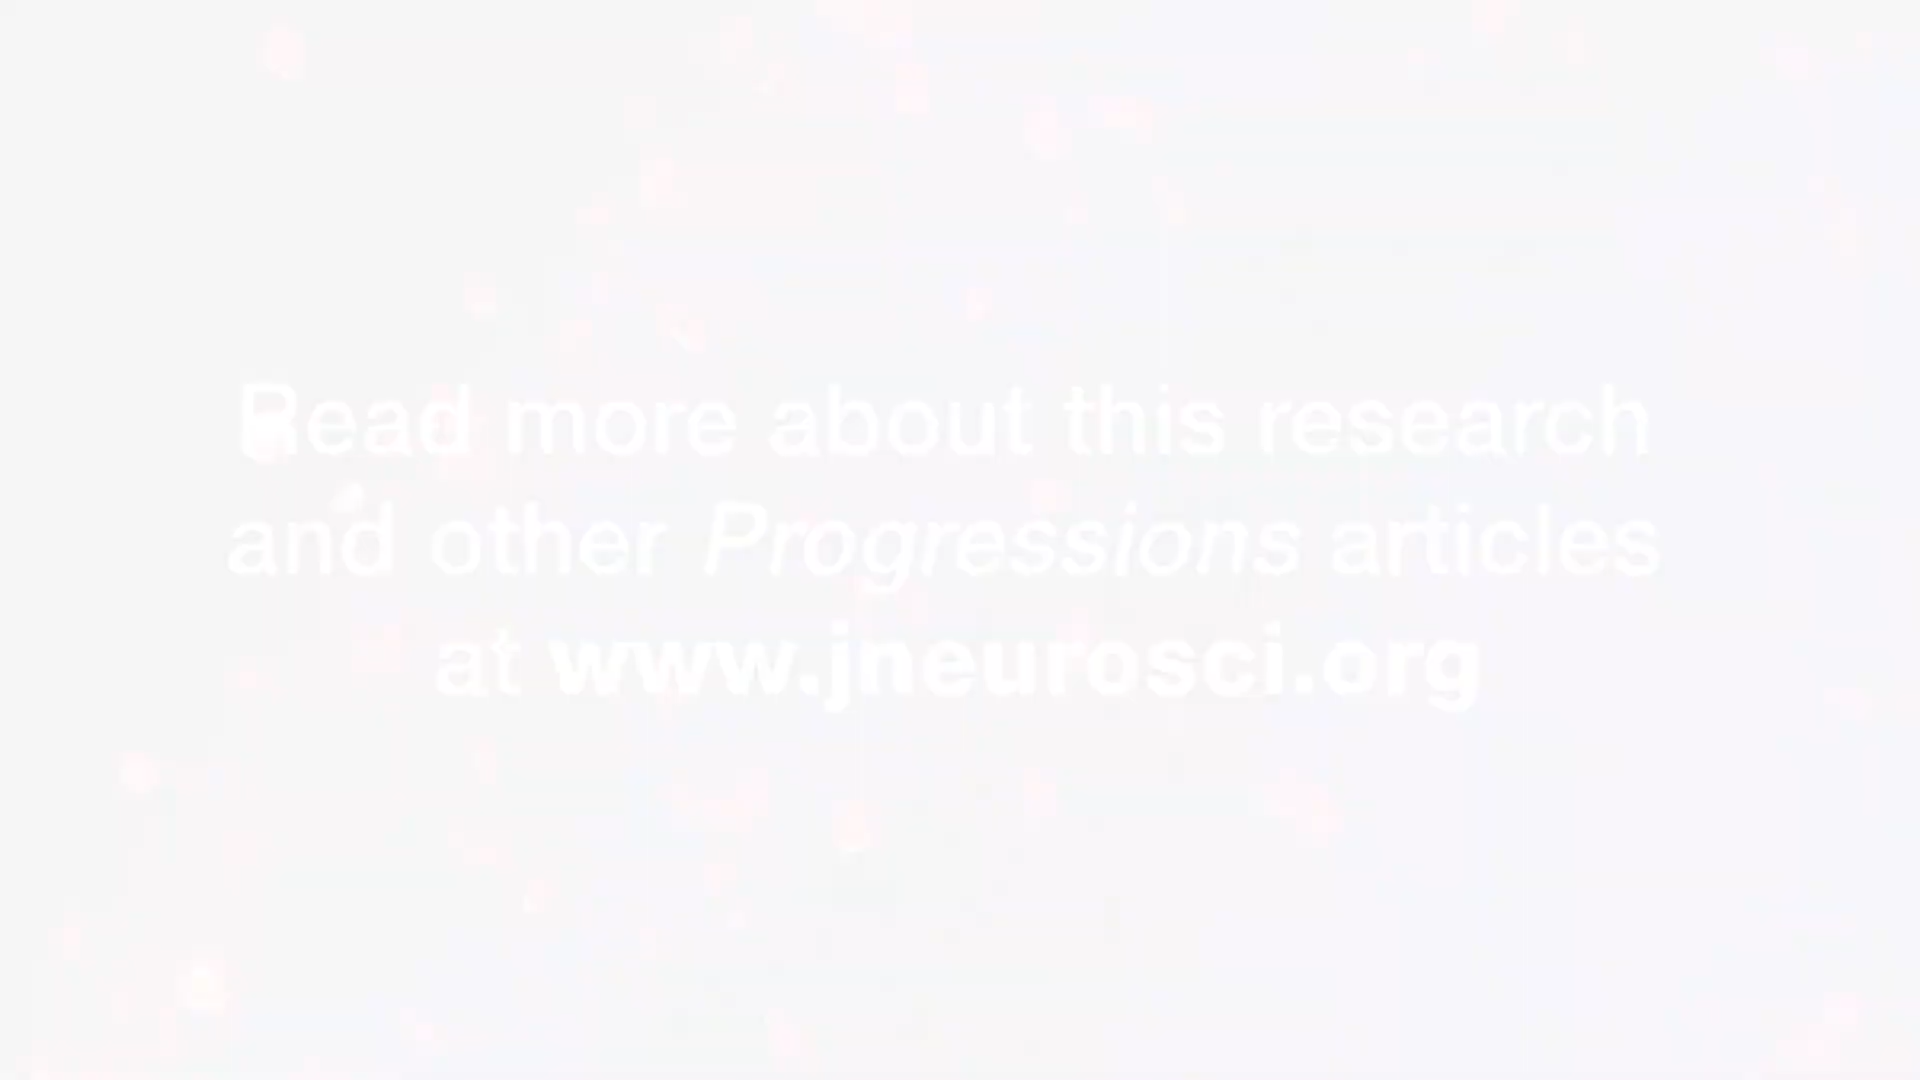 Read more about this research
and other Progressions articles
at www.jneurosci.org